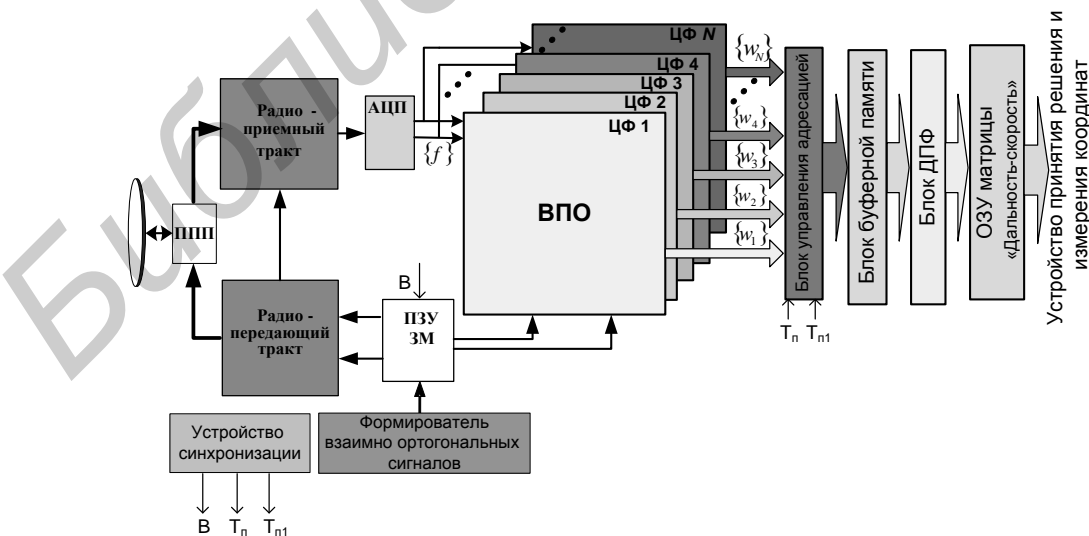 Библио
ЦФ N
ЦФ 4
ЦФ 3
ЦФ 2
ЦФ 1
ВПО
{w_N}
{w_4}
{w_3}
{w_2}
{w_1}
Радио -
приемный
тракт
АЦП
{f}
ППП
Радио -
передающий
тракт
В
ПЗУ
ЗМ
Формирователь
взаимно ортогональных
сигналов
Устройство
синхронизации
В Tп Tп1
Блок управления адресацией
Tп Tп1
Блок буферной памяти
Блок ДПФ
ОЗУ матрицы
«Дальность-скорость»
Устройство принятия решения и
измерения координат